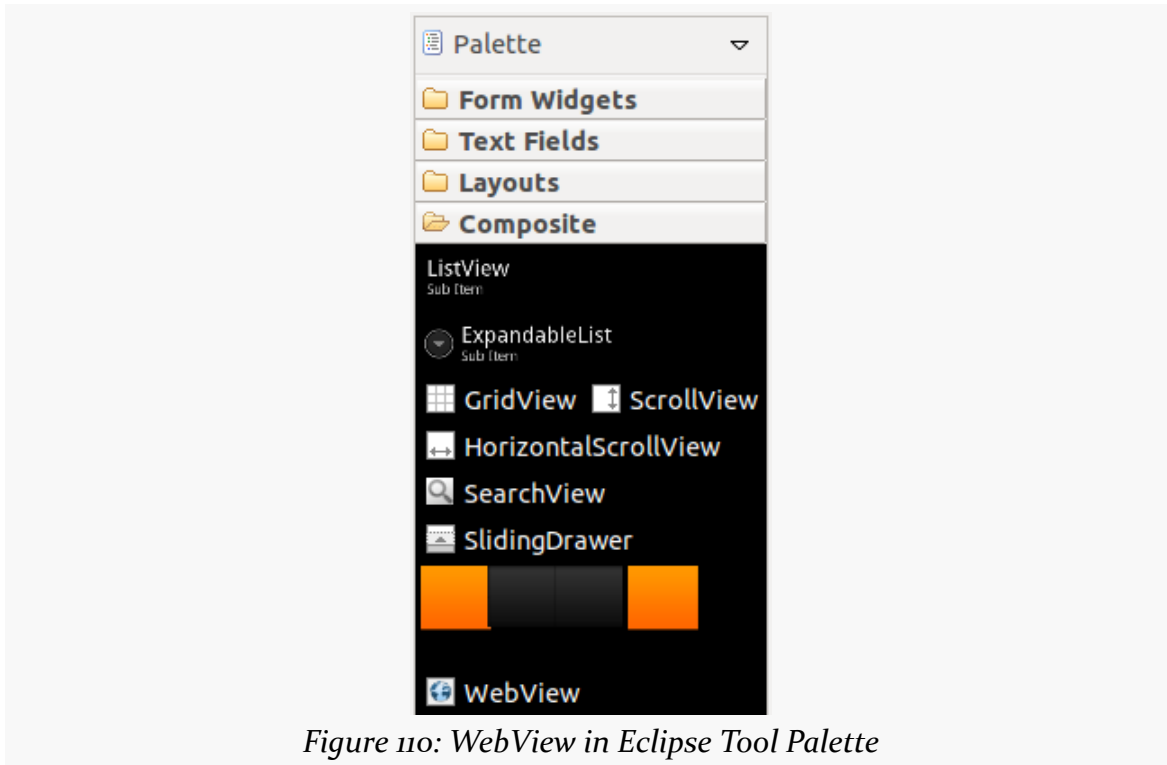 Palette
Form Widgets
Text Fields
Layouts
Composite
ListView
Sub Item
ExpandableList
Sub Item
GridView ScrollView
HorizontalScrollView
SearchView
SlidingDrawer
WebView
Figure 110: WebView in Eclipse Tool Palette